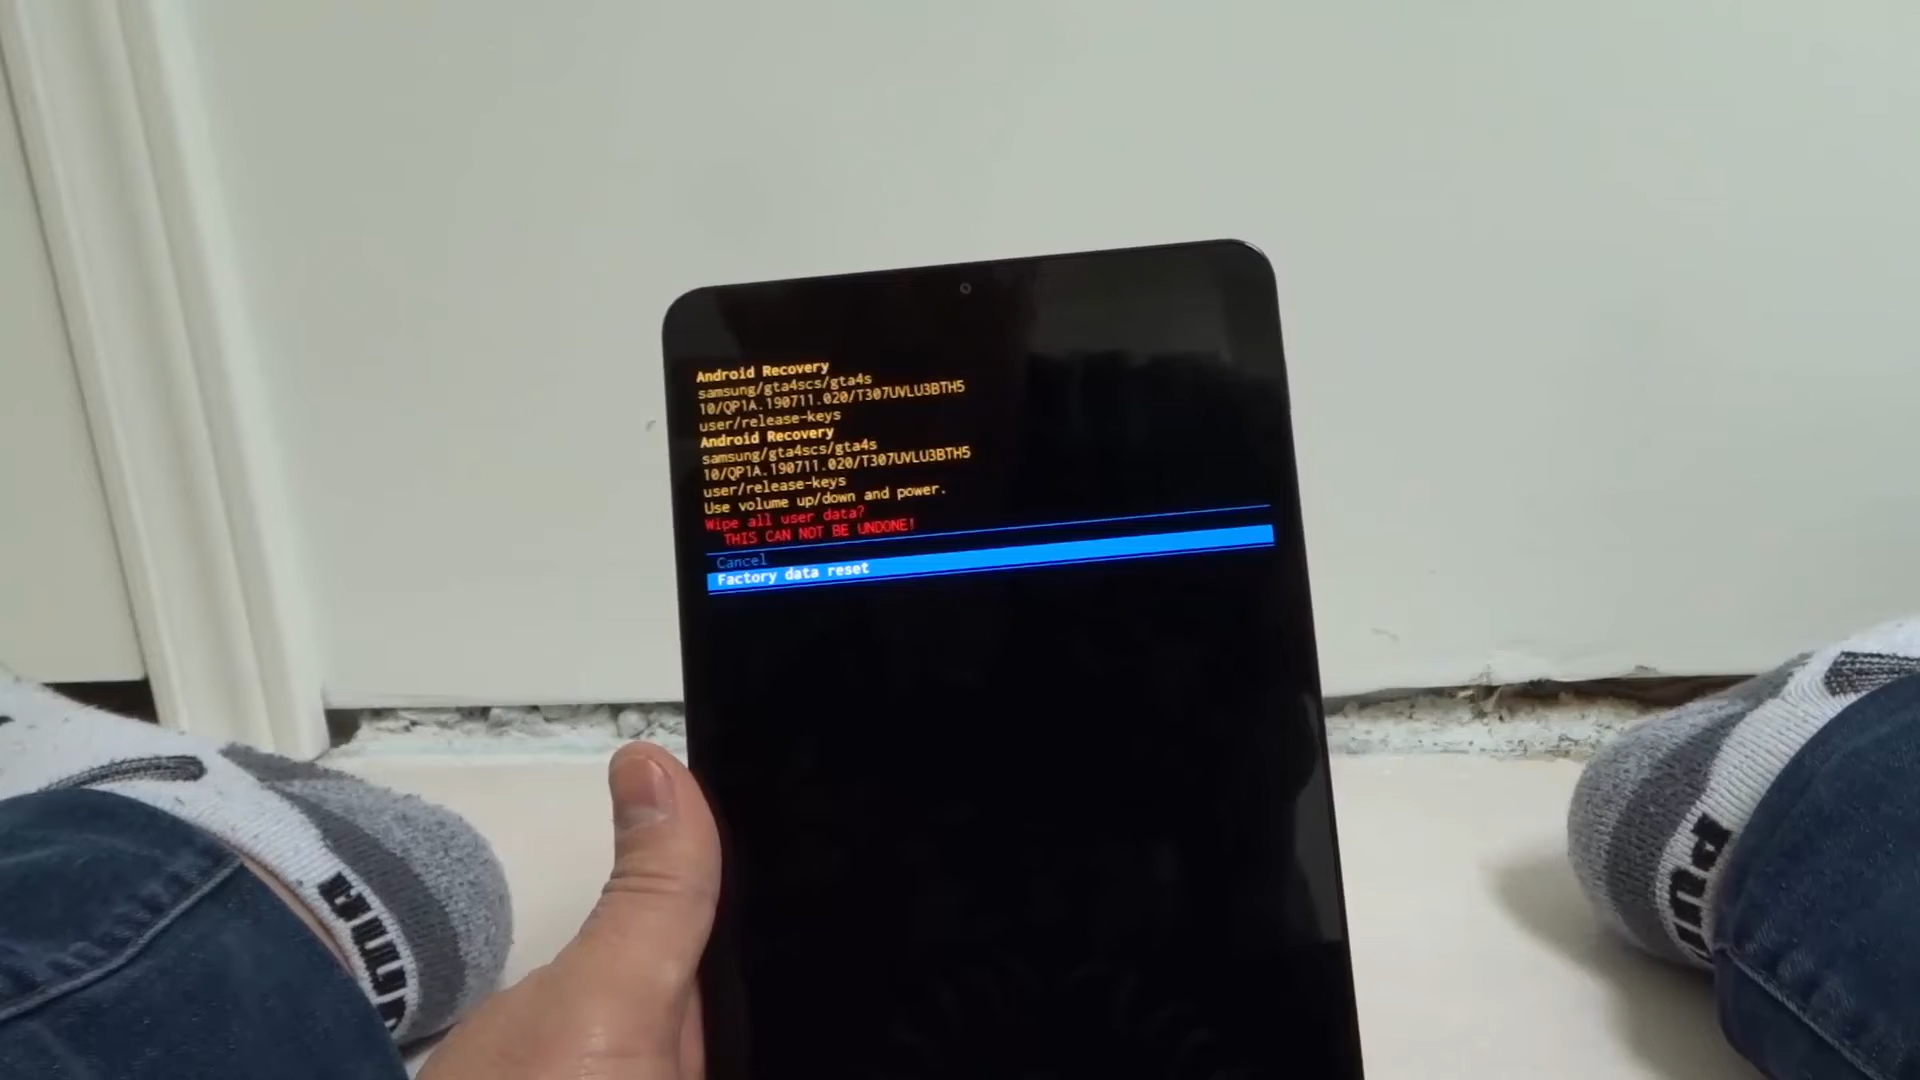 Android Recovery
samsung/gta4scs/gta4s
10/QP1A.190711.020/T307UVLU3BTH5
user/release-keys
Android Recovery
samsung/gta4scs/gta4s
10/QP1A.190711.020/T307UVLU3BTH5
user/release-keys
Use volume up/down and power.
Wipe all user data?
THIS CAN NOT BE UNDONE!
Cancel
Factory data reset